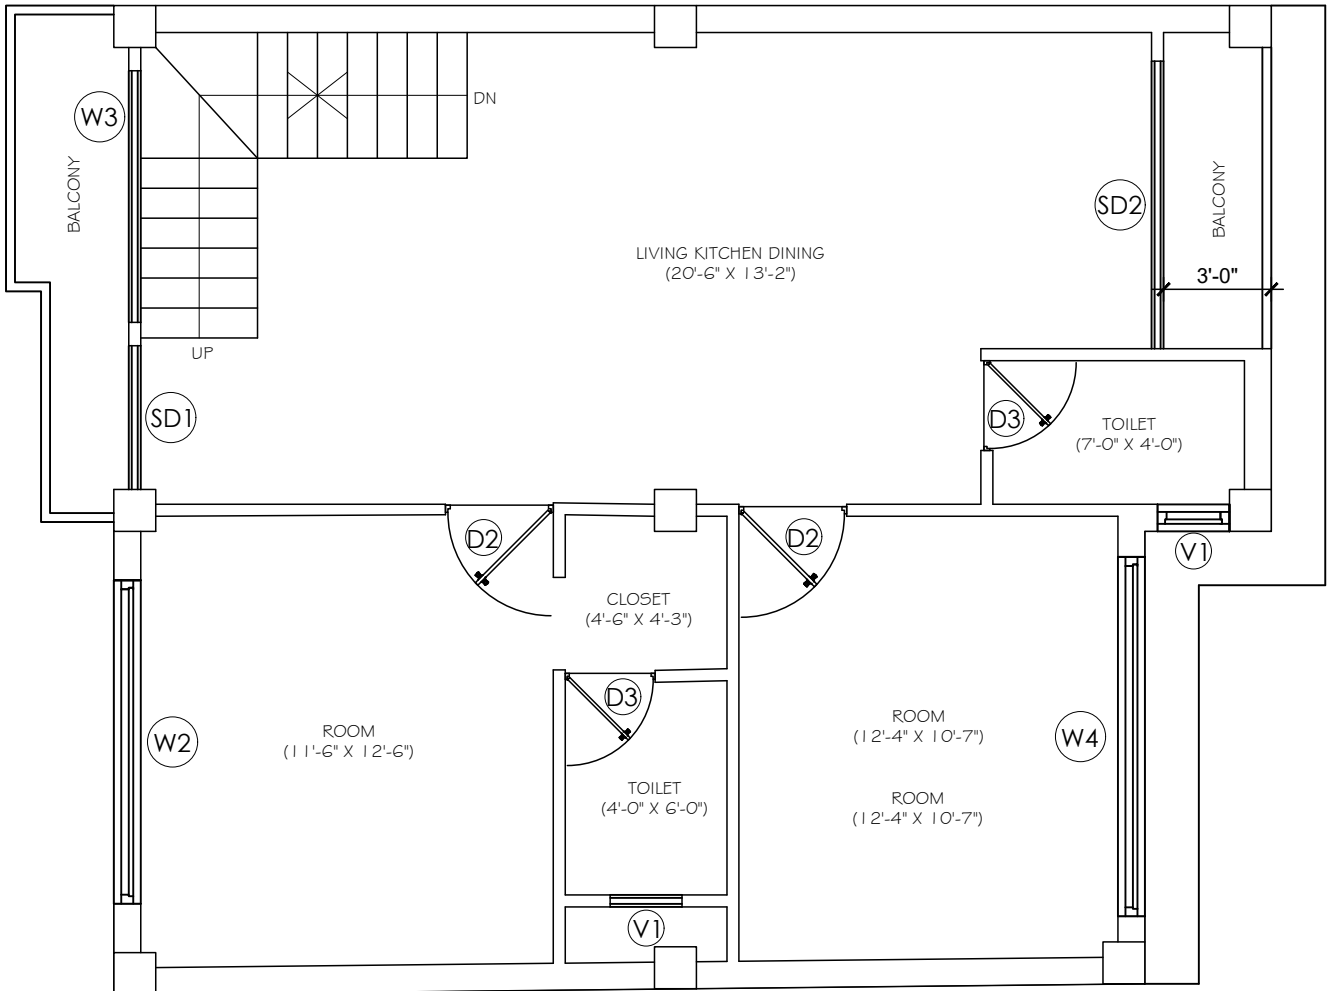 DN
W3
BALCONY
SD2
BALCONY
LIVING KITCHEN DINING
(20'-6" X 13'-2")
3'-0"
UP
SD1
D3
TOILET
(7'-0" X 4'-0")
D2
D2
V1
CLOSET
(4'-6" X 4'-3")
D3
W2
ROOM
(11'-6" X 12'-6")
ROOM
(12'-4" X 10'-7")
W4
TOILET
(4'-0" X 6'-0")
ROOM
(12'-4" X 10'-7")
V1